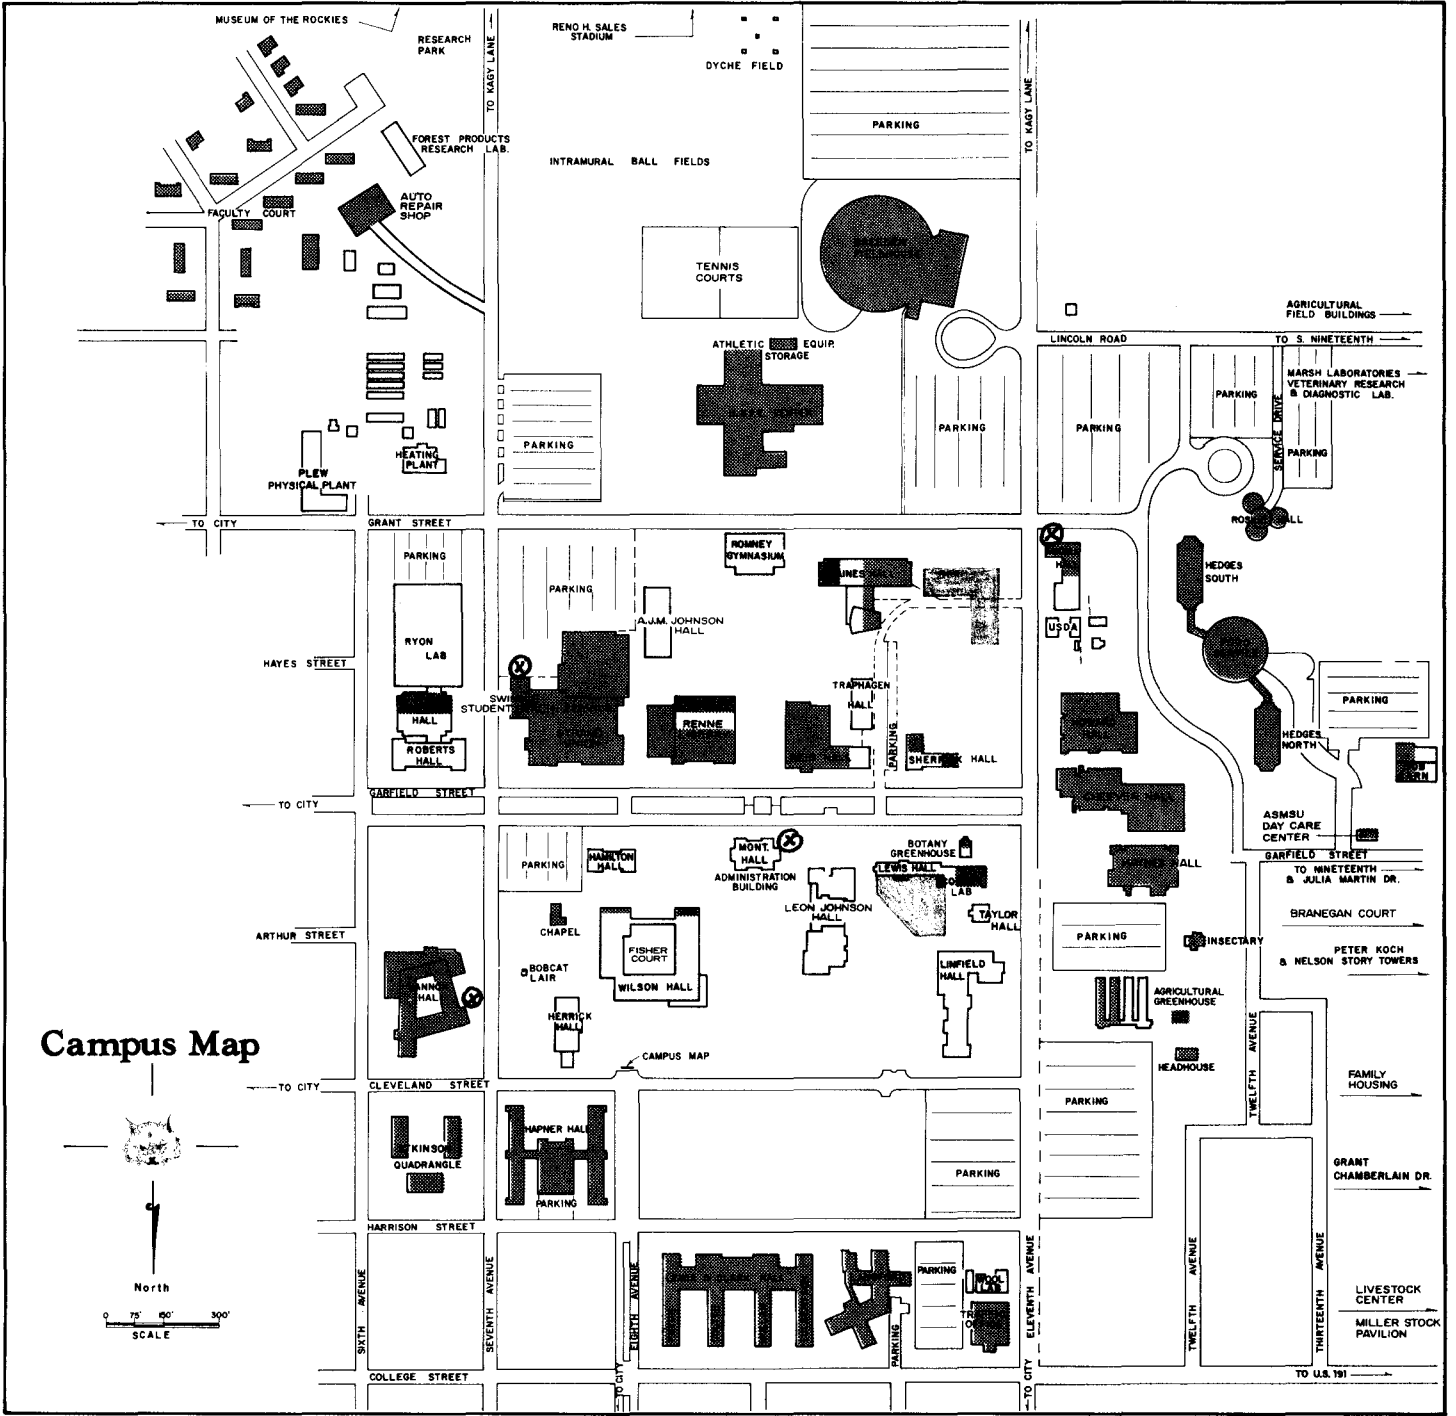 MUSEUM OF THE ROCKIES
RESEARCH
PARK
TO KAGY LANE
RENO H. SALES
STADIUM
DYCHE FIELD
TO KAGY LANE
PARKING
FOREST PRODUCTS
RESEARCH LAB.
INTRAMURAL BALL FIELDS
AUTO
REPAIR
SHOP
FACULTY COURT
TENNIS
COURTS
AGRICULTURAL
FIELD BUILDINGS
LINCOLN ROAD
TO S. NINETEENTH
ATHLETIC EQUIP.
STORAGE
MARSH LABORATORIES
VETERINARY RESEARCH
& DIAGNOSTIC LAB.
PARKING
SERVICE DRIVE
PARKING
PARKING
PARKING
PARKING
HEATING
PLANT
PLEW
PHYSICAL PLANT
TO CITY
GRANT STREET
PARKING
PARKING
ROMNEY
GYMNASIUM
HALL
HEDGES
SOUTH
A.J.M. JOHNSON
HALL
USDA
RYON
LAB
HAYES STREET
TRAPHAGEN
HALL
PARKING
PARKING
HALL
ROBERTS
HALL
RENNE
SHERRICK HALL
HALL
HEDGES
NORTH
GARFIELD STREET
TO CITY
ASMSU
DAY CARE
CENTER
PARKING
HAMILTON
HALL
MONT.
HALL
ADMINISTRATION
BUILDING
BOTANY
GREENHOUSE
LEWIS HALL
LAB
GARFIELD STREET
TO NINETEENTH
& JULIA MARTIN DR.
LEON JOHNSON
HALL
TAYLOR
HALL
BRANEGAN COURT
ARTHUR STREET
CHAPEL
PARKING
INSECTARY
PETER KOCH
& NELSON STORY TOWERS
FISHER
COURT
WILSON HALL
BOBCAT
LAIR
LINFIELD
HALL
AGRICULTURAL
GREENHOUSE
HERRICK
HALL
Campus Map
CAMPUS MAP
HEADHOUSE
TWELFTH AVENUE
TO CITY
CLEVELAND STREET
FAMILY
HOUSING
PARKING
HAPNER HALL
ATKINSON
QUADRANGLE
PARKING
PARKING
GRANT
CHAMBERLAIN DR.
HARRISON STREET
North
0 75' 150' 300'
SCALE
SIXTH AVENUE
SEVENTH AVENUE
EIGHTH AVENUE
PARKING
WOOL
LAB
PARKING
ELEVENTH AVENUE
TWELFTH AVENUE
THIRTEENTH AVENUE
LIVESTOCK
CENTER
MILLER STOCK
PAVILION
COLLEGE STREET
TO CITY
TO CITY
TO U.S. 191